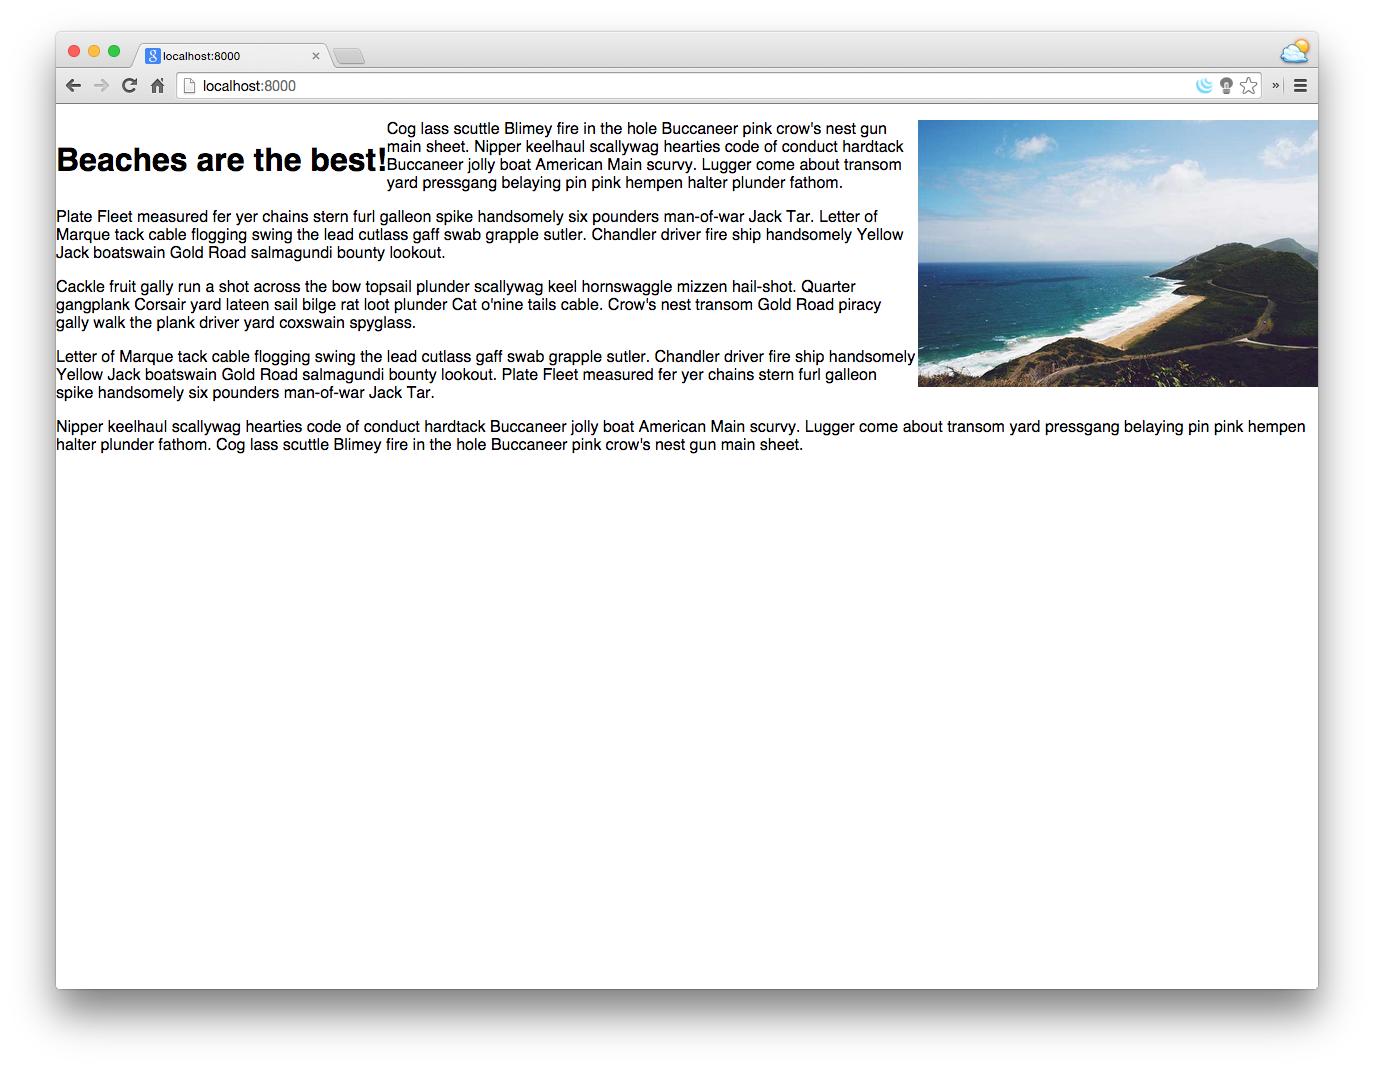 localhost:8000
localhost:8000
Beaches are the best!
Cog lass scuttle Blimey fire in the hole Buccaneer pink crow's nest gun
main sheet. Nipper keelhaul scallywag hearties code of conduct hardtack
Buccaneer jolly boat American Main scurvy. Lugger come about transom
yard pressgang belaying pin pink hempen halter plunder fathom.
Plate Fleet measured fer yer chains stern furl galleon spike handsomely six pounders man-of-war Jack Tar. Letter of
Marque tack cable flogging swing the lead cutlass gaff swab grapple sutler. Chandler driver fire ship handsomely Yellow
Jack boatswain Gold Road salmagundi bounty lookout.
Cackle fruit gally run a shot across the bow topsail plunder scallywag keel hornswaggle mizzen hail-shot. Quarter
gangplank Corsair yard lateen sail bilge rat loot plunder Cat o'nine tails cable. Crow's nest transom Gold Road piracy
gally walk the plank driver yard coxswain spyglass.
Letter of Marque tack cable flogging swing the lead cutlass gaff swab grapple sutler. Chandler driver fire ship handsomely
Yellow Jack boatswain Gold Road salmagundi bounty lookout. Plate Fleet measured fer yer chains stern furl galleon
spike handsomely six pounders man-of-war Jack Tar.
Nipper keelhaul scallywag hearties code of conduct hardtack Buccaneer jolly boat American Main scurvy. Lugger come about transom yard pressgang belaying pin pink hempen
halter plunder fathom. Cog lass scuttle Blimey fire in the hole Buccaneer pink crow's nest gun main sheet.